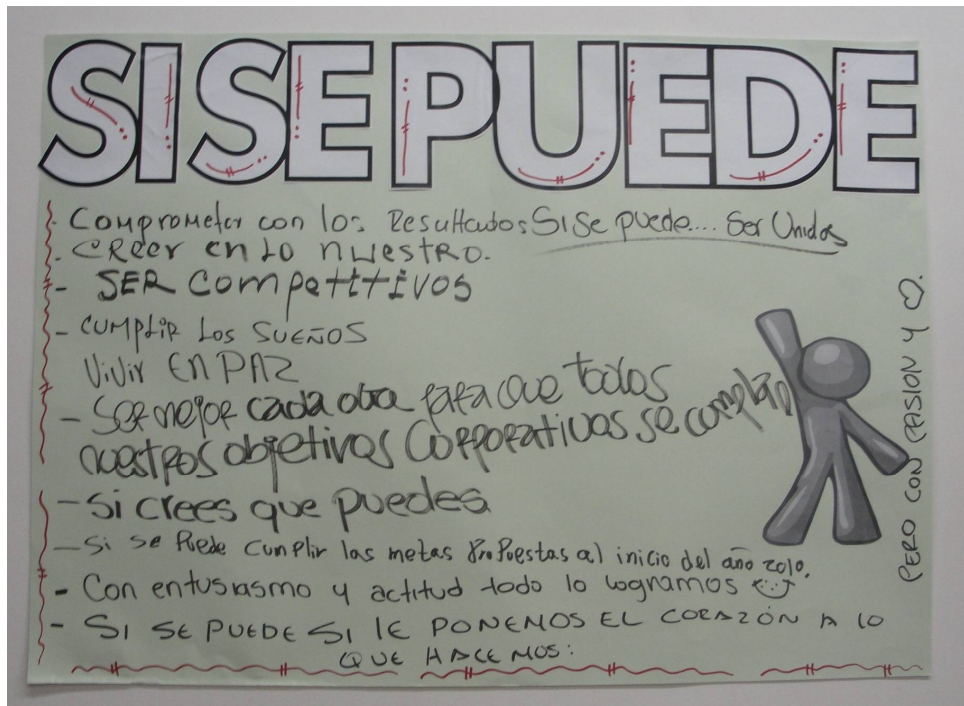 SI SE PUEDE
. Comprometer con los Resultados Si Se puede.... Ser Unidos
. CREER EN LO NUESTRO.
- SER COMPETITIVOS
- CUMPLIR LOS SUEÑOS
ViViR EN PAZ
- Ser mejor cada dia para que todos
nuestros objetivos corporativos se cumplan
- Si crees que puedes
- Si se Puede cumplir las metas Propuestas al inicio del año 2010.
- Con entusiasmo y actitud todo lo logramos
- SI SE PUEDE SI LE PONEMOS EL CORAZÓN A LO
QUE HACEMOS.
PERO CON PASION Y